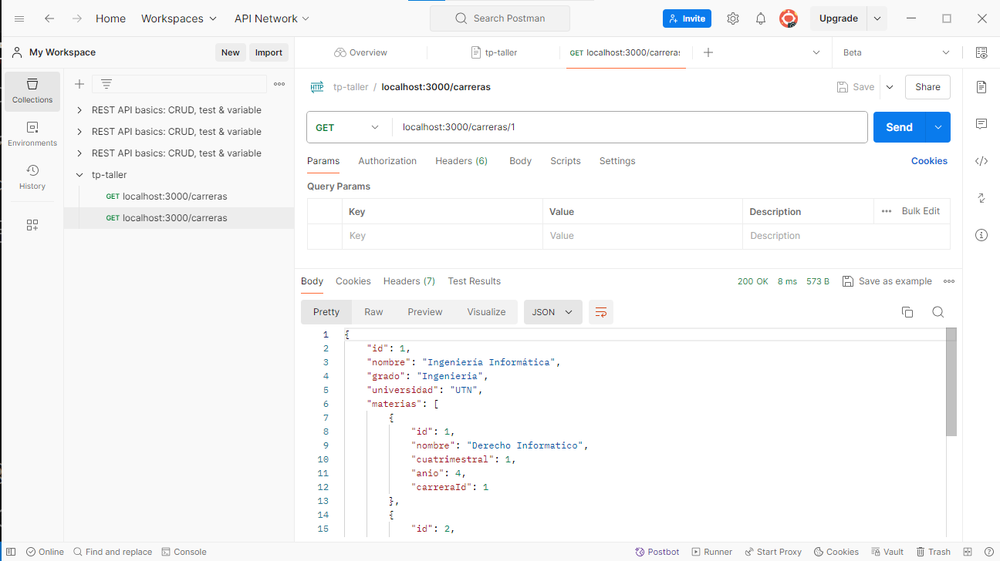 Home Workspaces API Network Search Postman Invite Upgrade
My Workspace New Import Overview tp-taller GET localhost:3000/carreras Beta
Collections
Environments
History
REST API basics: CRUD, test & variable
REST API basics: CRUD, test & variable
REST API basics: CRUD, test & variable
tp-taller
GET localhost:3000/carreras
GET localhost:3000/carreras
HTTP tp-taller / localhost:3000/carreras Save Share
GET localhost:3000/carreras/1 Send
Params Authorization Headers (6) Body Scripts Settings Cookies
Query Params
Key Value Description Bulk Edit
Key Value Description
Body Cookies Headers (7) Test Results 200 OK 8 ms 573 B Save as example
Pretty Raw Preview Visualize JSON
1 {
2 "id": 1,
3 "nombre": "Ingeniería Informática",
4 "grado": "Ingenieria",
5 "universidad": "UTN",
6 "materias": [
7 {
8 "id": 1,
9 "nombre": "Derecho Informatico",
10 "cuatrimestral": 1,
11 "anio": 4,
12 "carreraId": 1
13 },
14 {
15 "id": 2,
Online Find and replace Console Postbot Runner Start Proxy Cookies Vault Trash